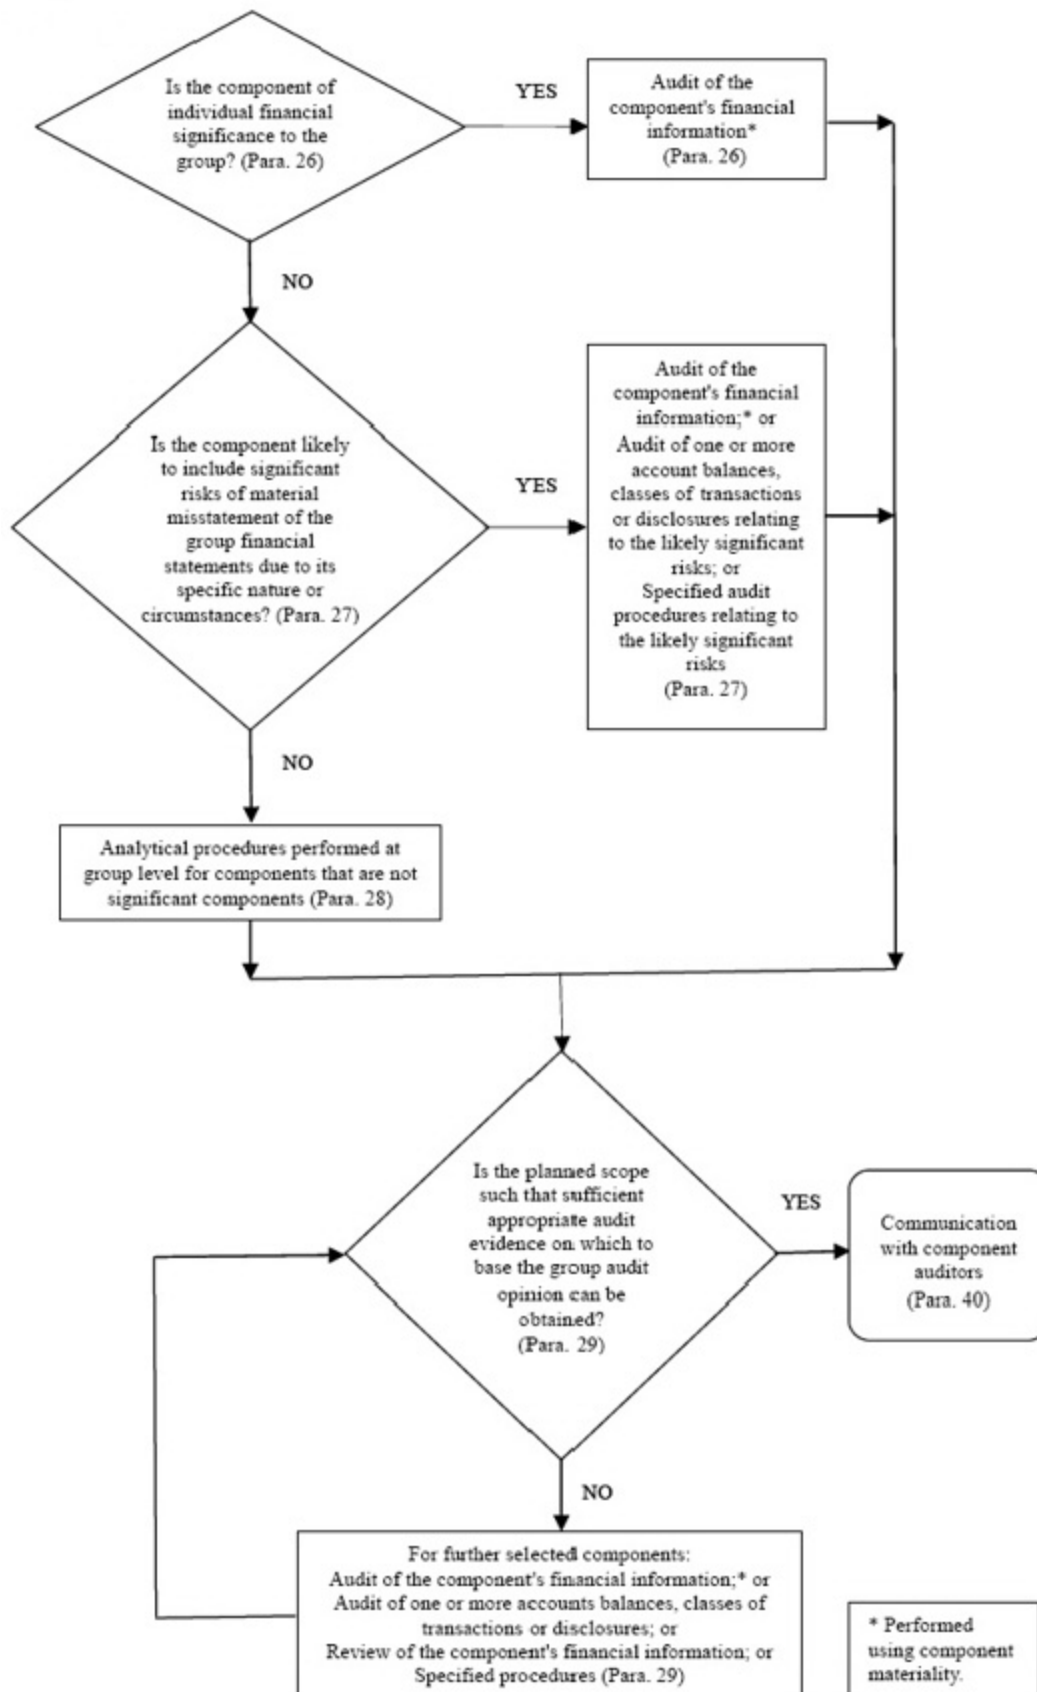 Is the component of
individual financial
significance to the
group? (Para. 26)
YES
Audit of the
component's financial
information*
(Para. 26)
NO
Is the component likely
to include significant
risks of material
misstatement of the
group financial
statements due to its
specific nature or
circumstances? (Para. 27)
YES
Audit of the
component's financial
information;* or
Audit of one or more
account balances,
classes of transactions
or disclosures relating
to the likely significant
risks; or
Specified audit
procedures relating to
the likely significant
risks
(Para. 27)
NO
Analytical procedures performed at
group level for components that are not
significant components (Para. 28)
Is the planned scope
such that sufficient
appropriate audit
evidence on which to
base the group audit
opinion can be
obtained?
(Para. 29)
YES
Communication
with component
auditors
(Para. 40)
NO
For further selected components:
Audit of the component's financial information;* or
Audit of one or more accounts balances, classes of
transactions or disclosures; or
Review of the component's financial information; or
Specified procedures (Para. 29)
* Performed
using component
materiality.